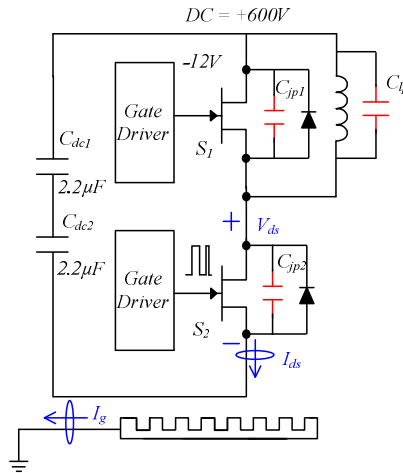 DC = +600V
-12V
Gate
Driver
S1
Cjp1
Cdc1
2.2µF
Cdc2
2.2µF
+
Vds
Gate
Driver
S2
Cjp2
−
Ids
Ig